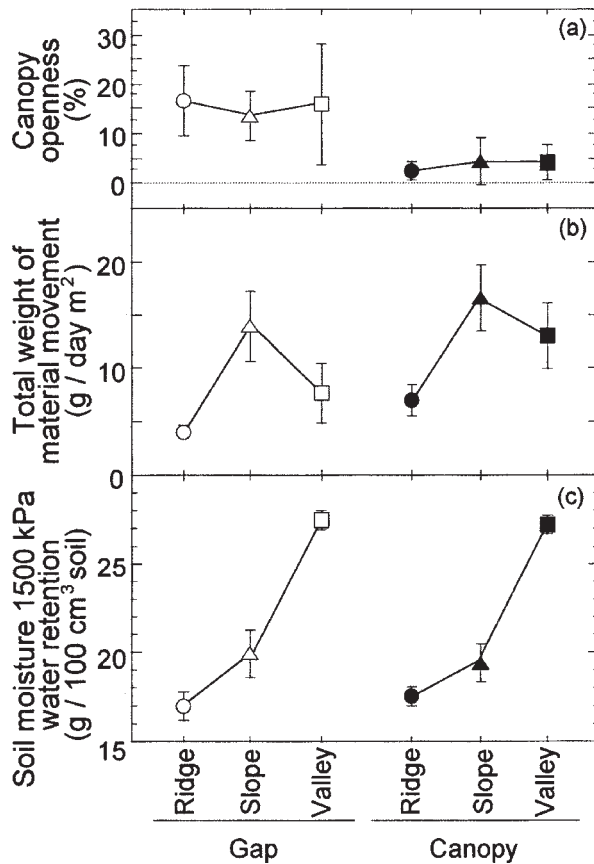 Canopy
openness
(%)
30
20
10
0
(a)
Total weight of
material movement
(g / day m²)
20
10
0
(b)
Soil moisture 1500 kPa
water retention
(g / 100 cm³ soil)
25
20
15
(c)
Ridge
Slope
Valley
Ridge
Slope
Valley
Gap
Canopy